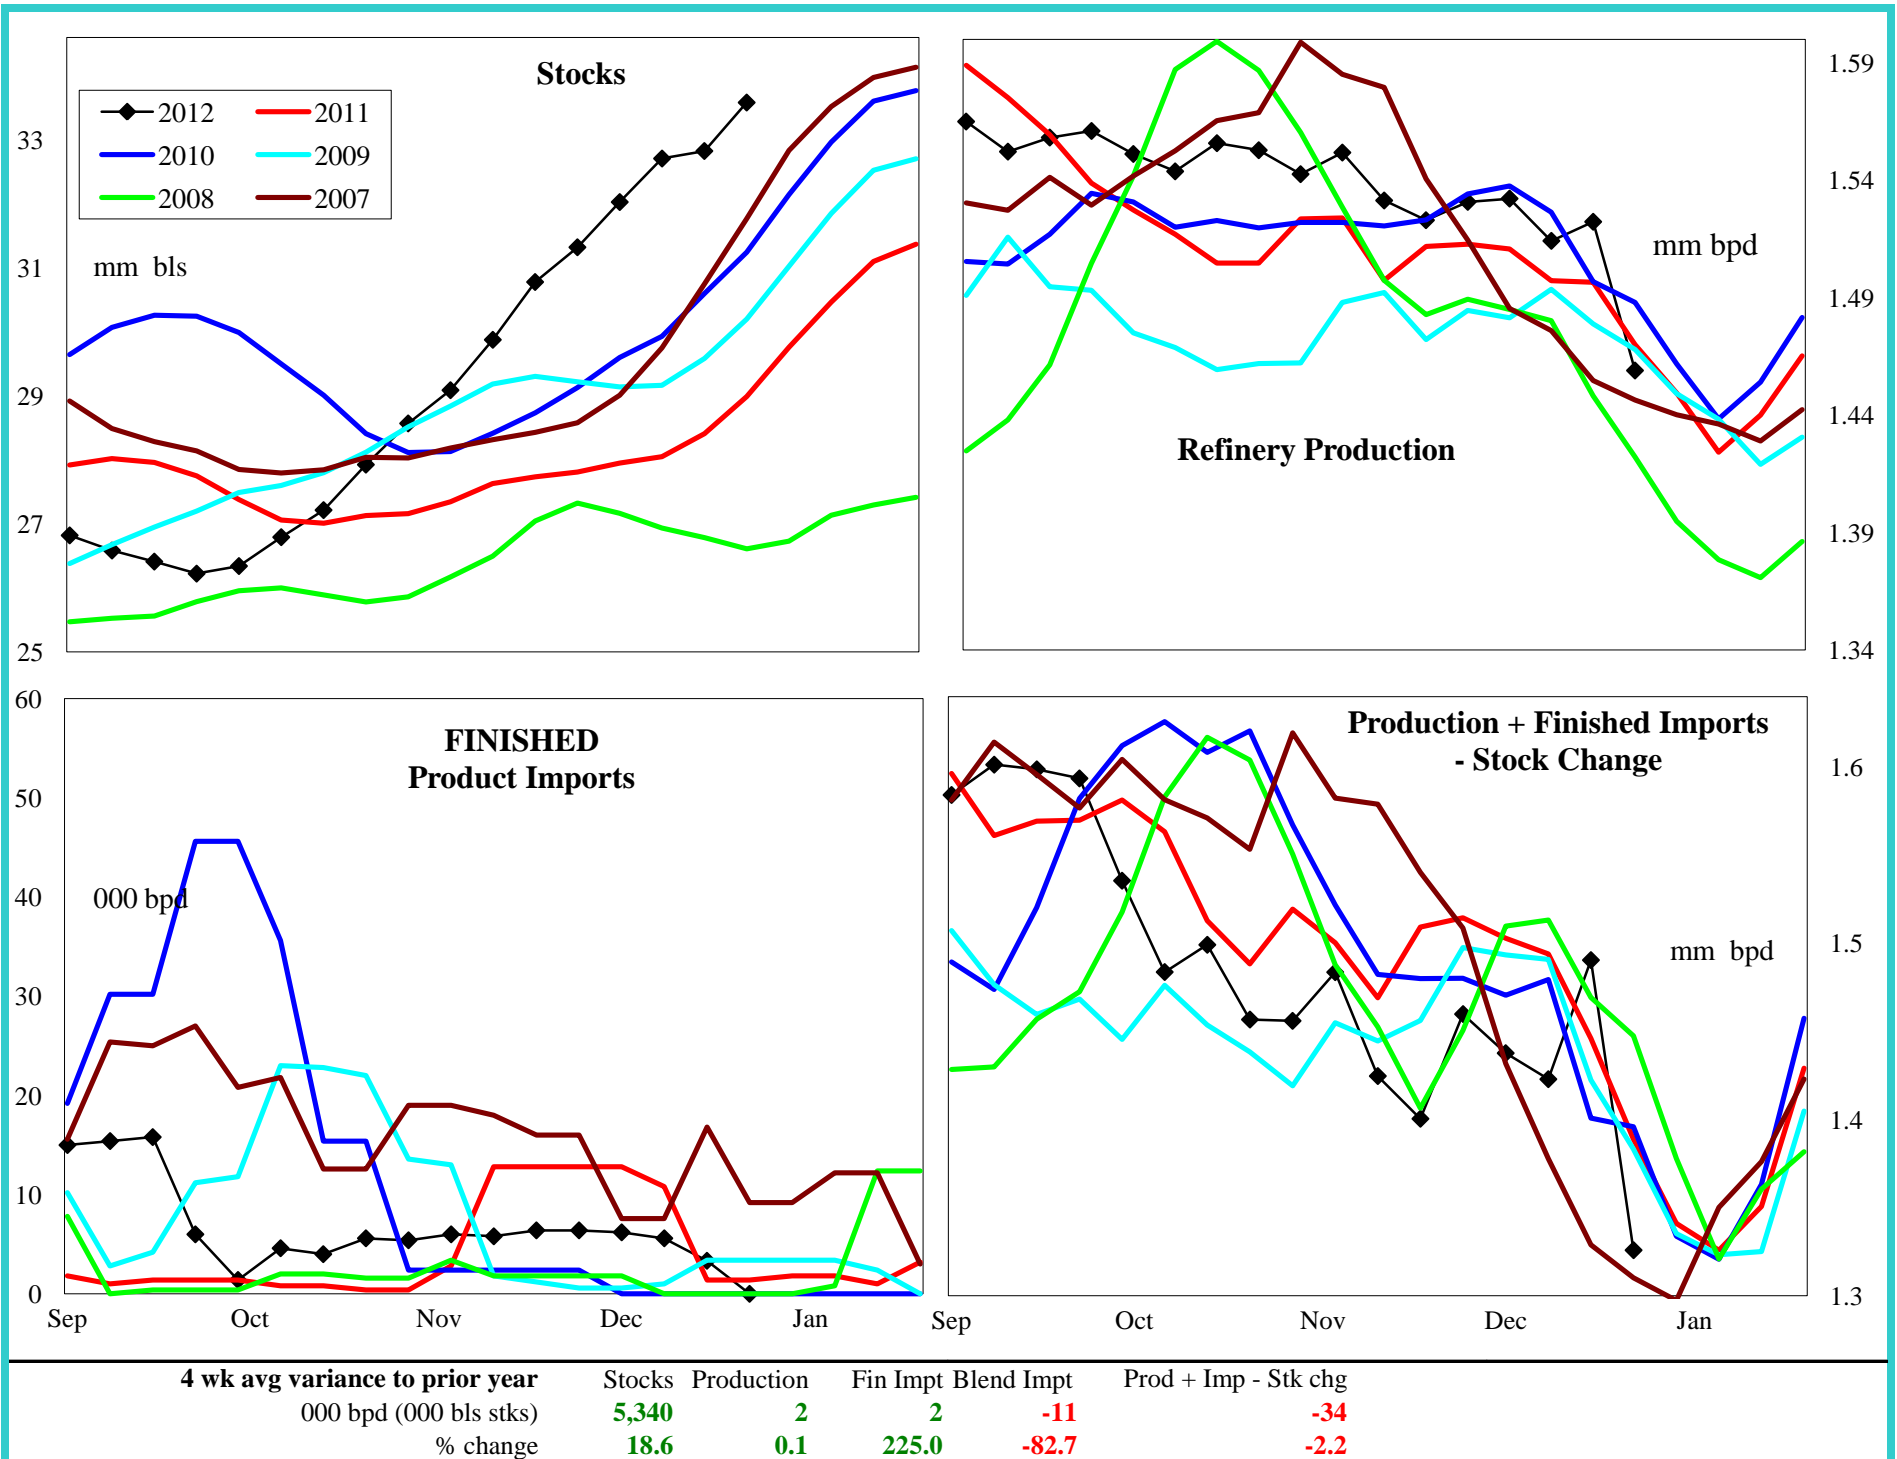 Stocks
2012 2011
2010 2009
2008 2007
mm bls
33
31
29
27
25
Refinery Production
mm bpd
1.59
1.54
1.49
1.44
1.39
1.34
FINISHED
Product Imports
000 bpd
60
50
40
30
20
10
0
Sep Oct Nov Dec Jan
Production + Finished Imports
- Stock Change
mm bpd
1.6
1.5
1.4
1.3
Sep Oct Nov Dec Jan
4 wk avg variance to prior year Stocks Production Fin Impt Blend Impt Prod + Imp - Stk chg
000 bpd (000 bls stks) 5,340 2 2 -11 -34
% change 18.6 0.1 225.0 -82.7 -2.2